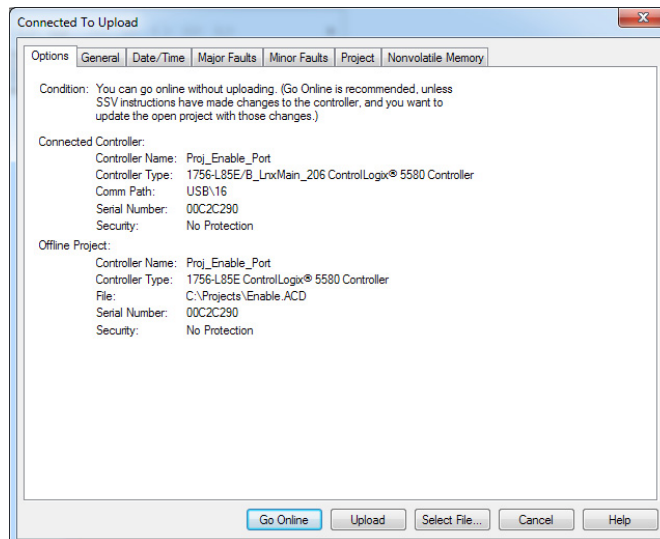 Connected To Upload
Options General Date/Time Major Faults Minor Faults Project Nonvolatile Memory
Condition: You can go online without uploading. (Go Online is recommended, unless
SSV instructions have made changes to the controller, and you want to
update the open project with those changes.)
Connected Controller:
Controller Name: Proj_Enable_Port
Controller Type: 1756-L85E/B_LnxMain_206 ControlLogix® 5580 Controller
Comm Path: USB\16
Serial Number: 00C2C290
Security: No Protection
Offline Project:
Controller Name: Proj_Enable_Port
Controller Type: 1756-L85E ControlLogix® 5580 Controller
File: C:\Projects\Enable.ACD
Serial Number: 00C2C290
Security: No Protection
Go Online Upload Select File... Cancel Help